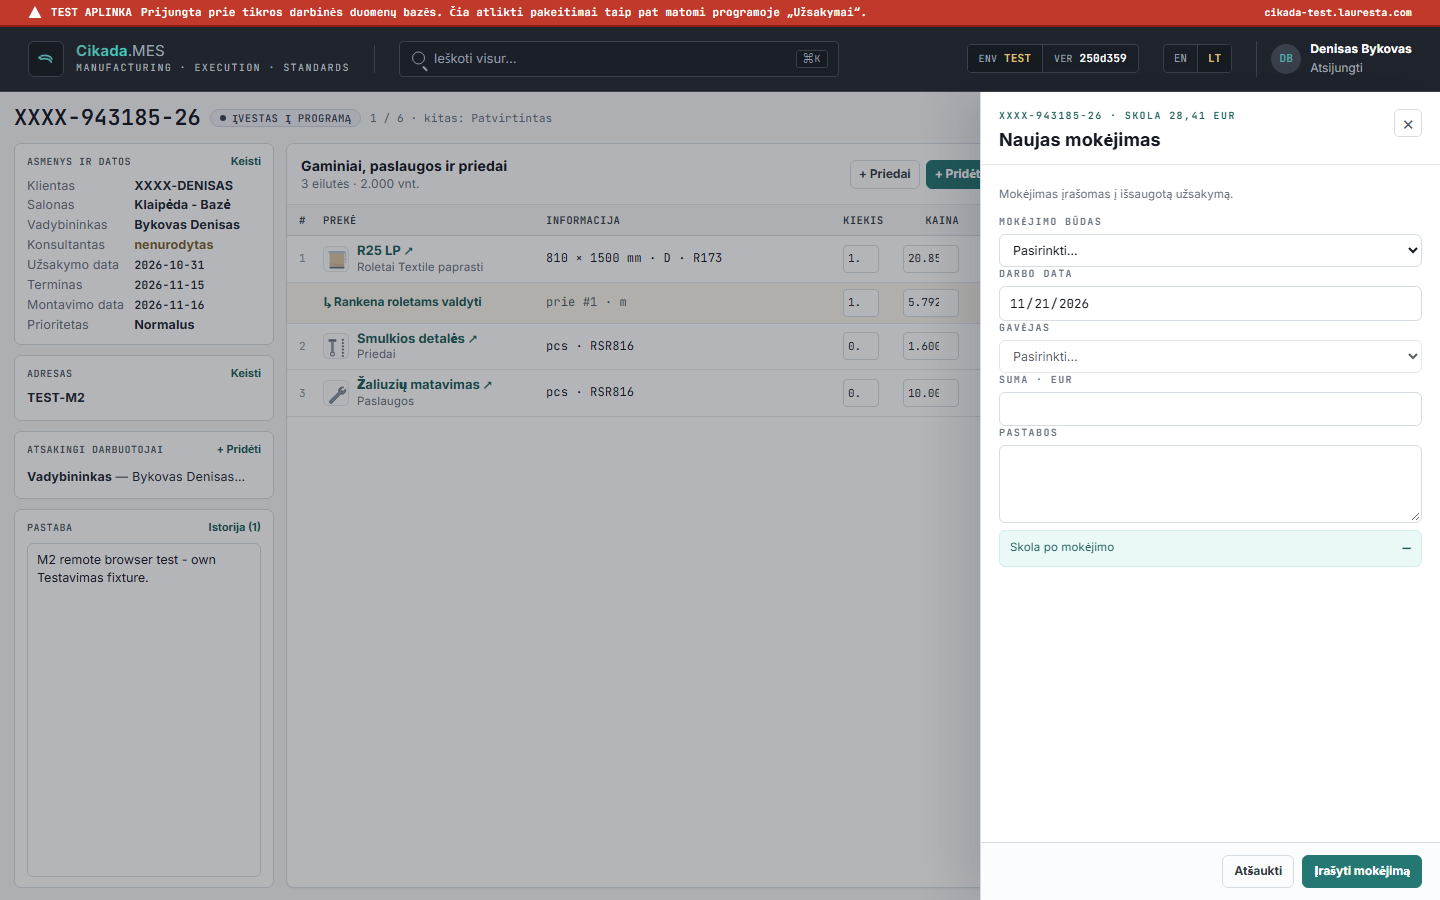 TEST APLINKA Prijungta prie tikros darbinės duomenų bazės. Čia atlikti pakeitimai taip pat matomi programoje „Užsakymai“.
cikada-test.lauresta.com
Cikada.MES
MANUFACTURING · EXECUTION · STANDARDS
Ieškoti visur...
⌘K
ENV TEST
VER 250d359
EN
LT
DB
Denisas Bykovas
Atsijungti
XXXX-943185-26
ĮVESTAS Į PROGRAMĄ
1 / 6 · kitas: Patvirtintas
ASMENYS IR DATOS
Keisti
Klientas XXXX-DENISAS
Salonas Klaipėda - Bazė
Vadybininkas Bykovas Denisas
Konsultantas nenurodytas
Užsakymo data 2026-10-31
Terminas 2026-11-15
Montavimo data 2026-11-16
Prioritetas Normalus
ADRESAS
Keisti
TEST-M2
ATSAKINGI DARBUOTOJAI
+ Pridėti
Vadybininkas — Bykovas Denisas...
PASTABA
Istorija (1)
M2 remote browser test - own
Testavimas fixture.
Gaminiai, paslaugos ir priedai
3 eilutės · 2.000 vnt.
+ Priedai
+ Pridėt
# PREKĖ INFORMACIJA KIEKIS KAINA
1 R25 LP ↗ 810 × 1500 mm · D · R173 1. 20.85
Roletai Textile paprasti
↳ Rankena roletams valdyti prie #1 · m 1. 5.792
2 Smulkios detalės ↗ pcs · RSR816 0. 1.600
Priedai
3 Žaliuzių matavimas ↗ pcs · RSR816 0. 10.00
Paslaugos
XXXX-943185-26 · SKOLA 28,41 EUR
Naujas mokėjimas
×
Mokėjimas įrašomas į išsaugotą užsakymą.
MOKĖJIMO BŪDAS
Pasirinkti...
DARBO DATA
11/21/2026
GAVĖJAS
Pasirinkti...
SUMA · EUR
PASTABOS
Skola po mokėjimo –
Atšaukti
Įrašyti mokėjimą